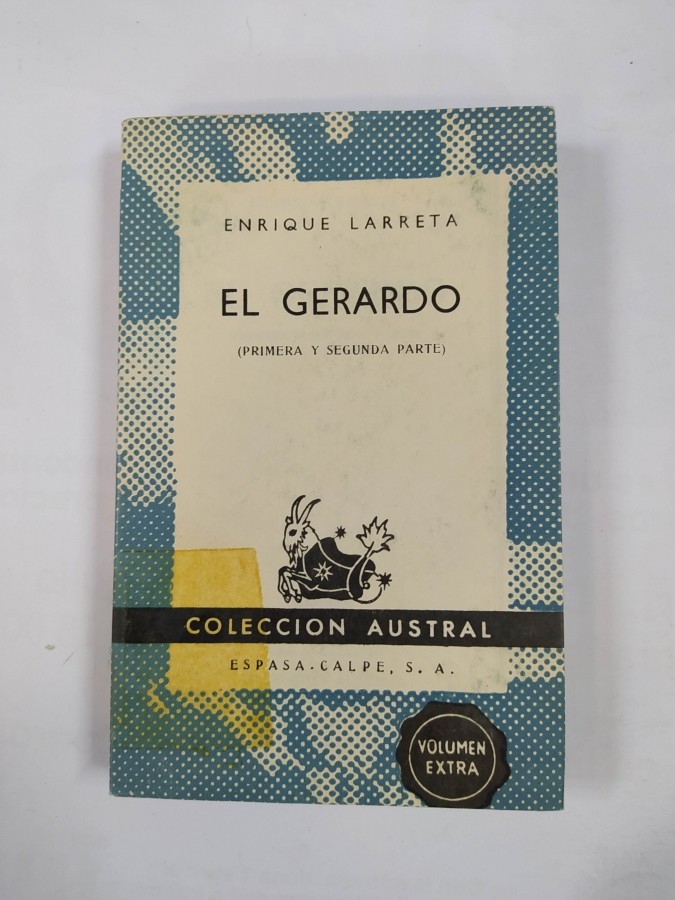 ENRIQUE LARRETA
EL GERARDO
(PRIMERA Y SEGUNDA PARTE)
COLECCION AUSTRAL
ESPASA-CALPE, S. A.
VOLUMEN
EXTRA